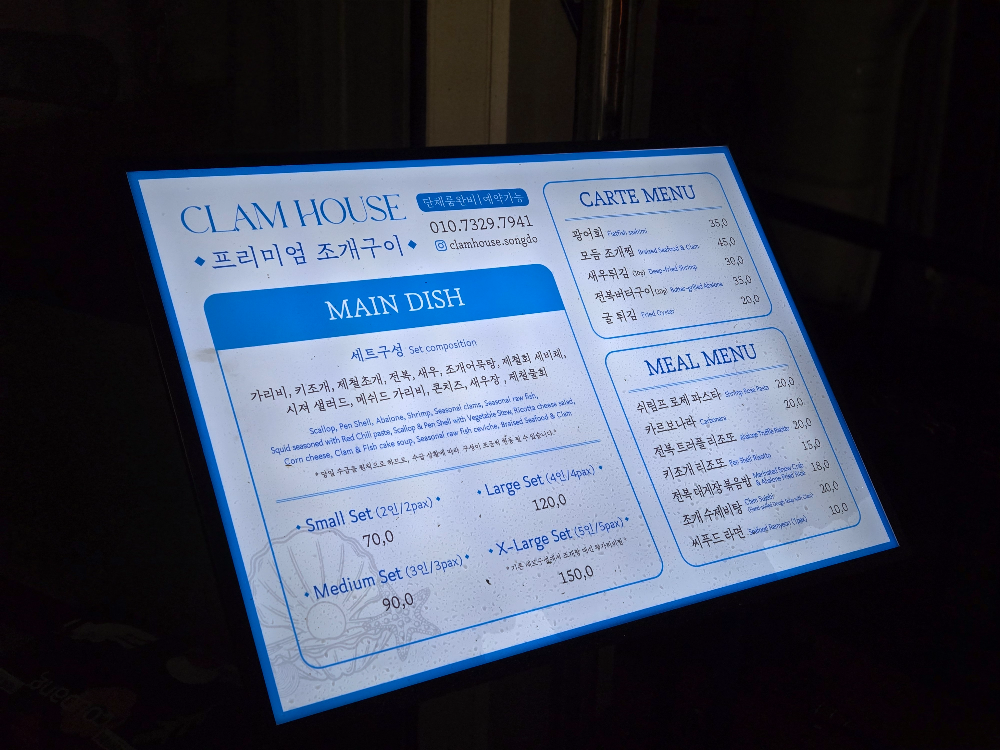 CLAM HOUSE
프리미엄 조개구이
단체룸완비 | 예약가능
010.7329.7941
clamhouse.songdo
MAIN DISH
세트구성 Set composition
가리비, 키조개, 제철조개, 전복, 새우, 조개어묵탕, 제철회 세비체,
시져 샐러드, 메쉬드 가리비, 콘치즈, 새우장, 제철물회
Scallop, Pen Shell, Abalone, Shrimp, Seasonal clams, Seasonal raw fish,
Squid seasoned with Red Chili paste, Scallop & Pen Shell with Vegetable Stew, Ricotta cheese salad,
Corn cheese, Clam & Fish cake soup, Seasonal raw fish ceviche, Braised Seafood & Clam
Small Set (2인/2pax)
70,0
Large Set (4인/4pax)
120,0
Medium Set (3인/3pax)
90,0
X-Large Set (5인/5pax)
150,0
CARTE MENU
광어회 Flatfish sashimi 35,0
모듬 조개찜 Braised Seafood & Clam 45,0
새우튀김 (10p) Deep-fried Shrimp 30,0
전복버터구이 Butter-grilled Abalone 35,0
굴 튀김 Fried Oyster 20,0
MEAL MENU
쉬림프 로제 파스타 Shrimp Rose Pasta 20,0
카르보나라 Carbonara 20,0
전복 트러플 리조또 Abalone Truffle Risotto 20,0
키조개 리조또 Pen Shell Risotto 15,0
전복 대게장 볶음밥 Marinated Snow Crab & Abalone Fried Rice 18,0
조개 수제비탕 Clam Sujebi 20,0
씨푸드 라면 Seafood Ramyeon 10,0